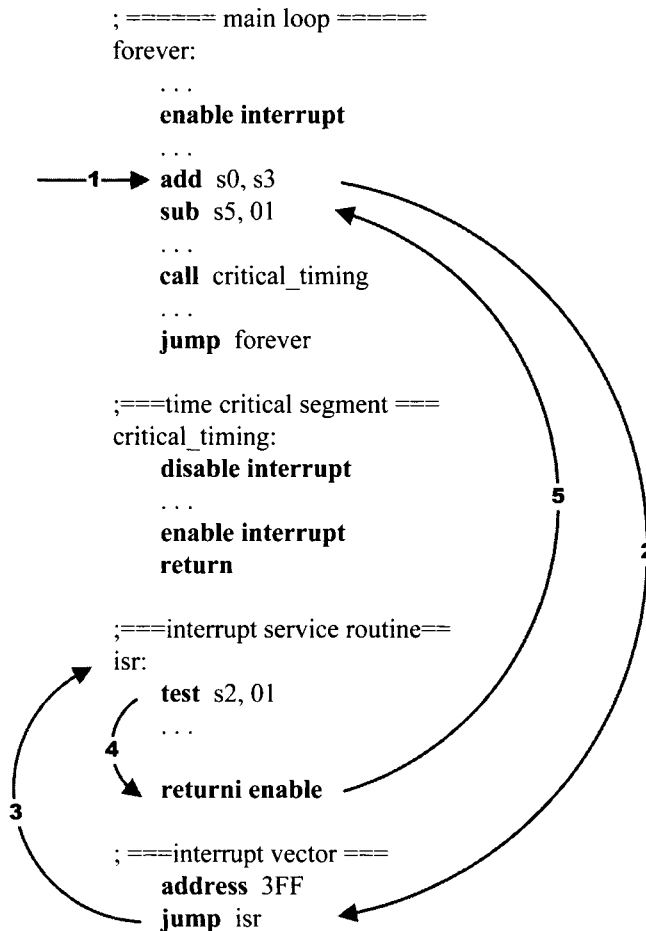 ; ====== main loop ======
forever:
. . .
enable interrupt
. . .
1 add s0, s3
sub s5, 01
. . .
call critical_timing
. . .
jump forever
;===time critical segment ===
critical_timing:
disable interrupt
. . .
5
enable interrupt
2
return
;===interrupt service routine==
isr:
test s2, 01
. . .
4
returni enable
3
; ===interrupt vector ===
address 3FF
jump isr